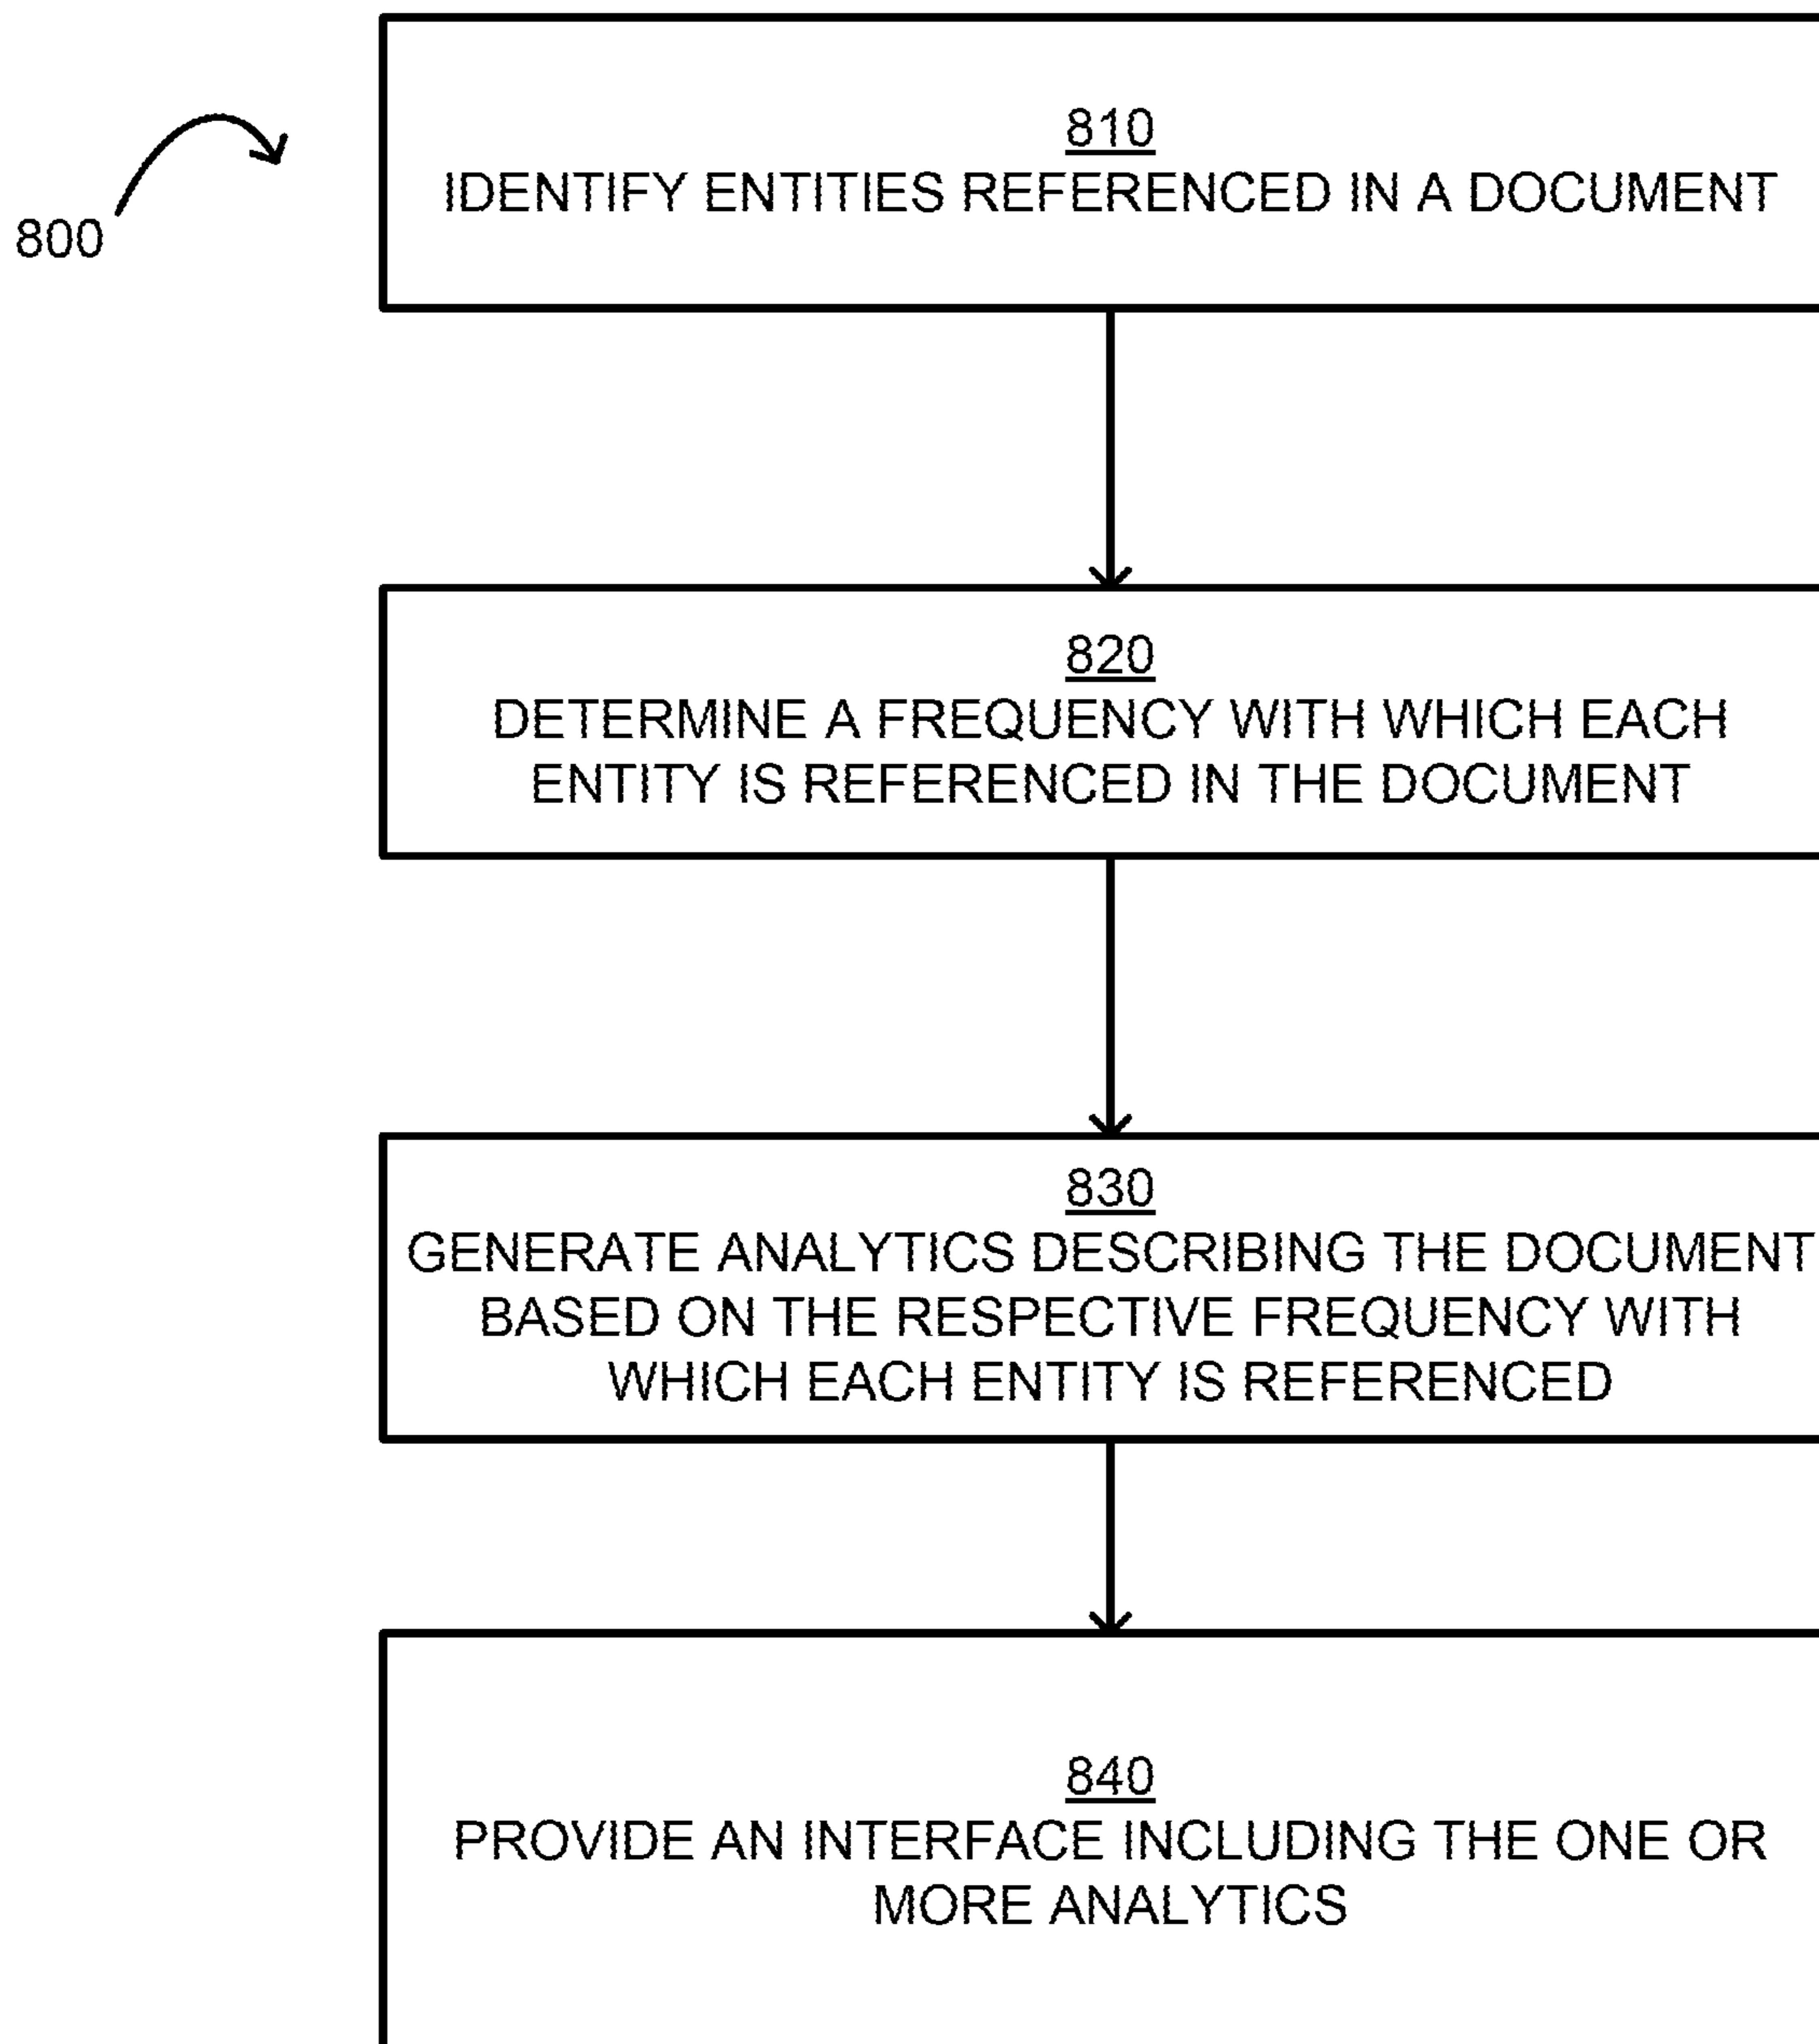 810
IDENTIFY ENTITIES REFERENCED IN A DOCUMENT
800
820
DETERMINE A FREQUENCY WITH WHICH EACH
ENTITY IS REFERENCED IN THE DOCUMENT
830
GENERATE ANALYTICS DESCRIBING THE DOCUMENT
BASED ON THE RESPECTIVE FREQUENCY WITH
WHICH EACH ENTITY IS REFERENCED
840
PROVIDE AN INTERFACE INCLUDING THE ONE OR
MORE ANALYTICS